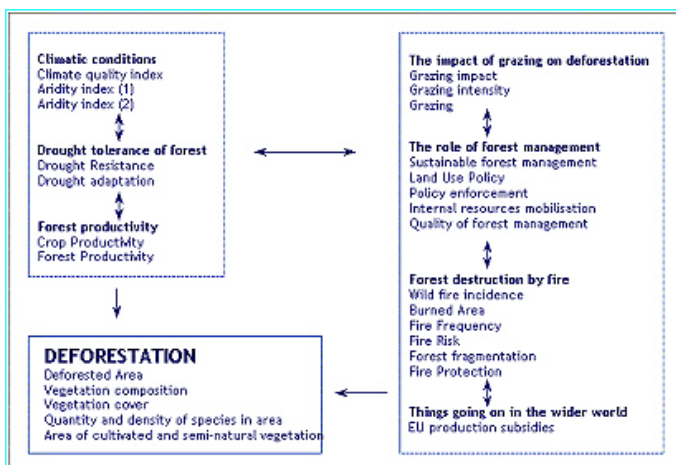 Climatic conditions
Climate quality index
Aridity index (1)
Aridity index (2)
Drought tolerance of forest
Drought Resistance
Drought adaptation
Forest productivity
Crop Productivity
Forest Productivity
DEFORESTATION
Deforested Area
Vegetation composition
Vegetation cover
Quantity and density of species in area
Area of cultivated and semi-natural vegetation
The impact of grazing on deforestation
Grazing impact
Grazing intensity
Grazing
The role of forest management
Sustainable forest management
Land Use Policy
Policy enforcement
Internal resources mobilisation
Quality of forest management
Forest destruction by fire
Wild fire incidence
Burned Area
Fire Frequency
Fire Risk
Forest fragmentation
Fire Protection
Things going on in the wider world
EU production subsidies